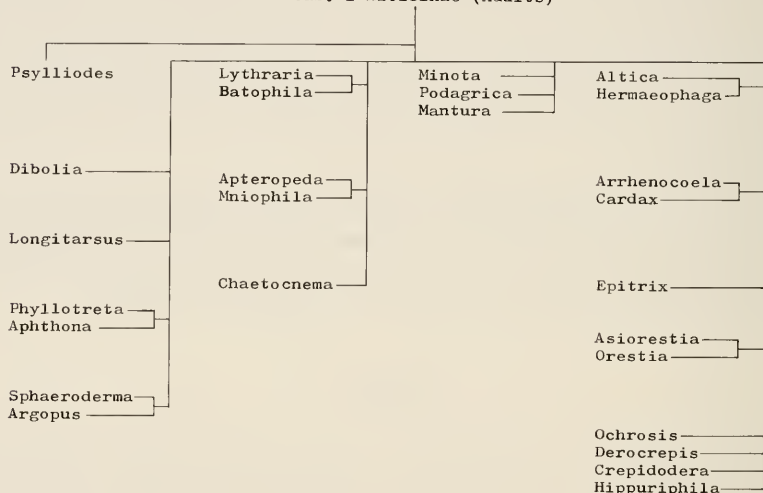 (Adults)
Psylliodes
Dibolia
Longitarsus
Phyllotreta
Aphthona
Sphaeroderma
Argopus
Lythraria
Batophila
Apteropeda
Mniophila
Chaetocnema
Minota
Podagrica
Mantura
Altica
Hermaeophaga
Arrhenocoela
Cardax
Epitrix
Asiorestia
Orestia
Ochrosis
Derocrepis
Crepidodera
Hippuriphila